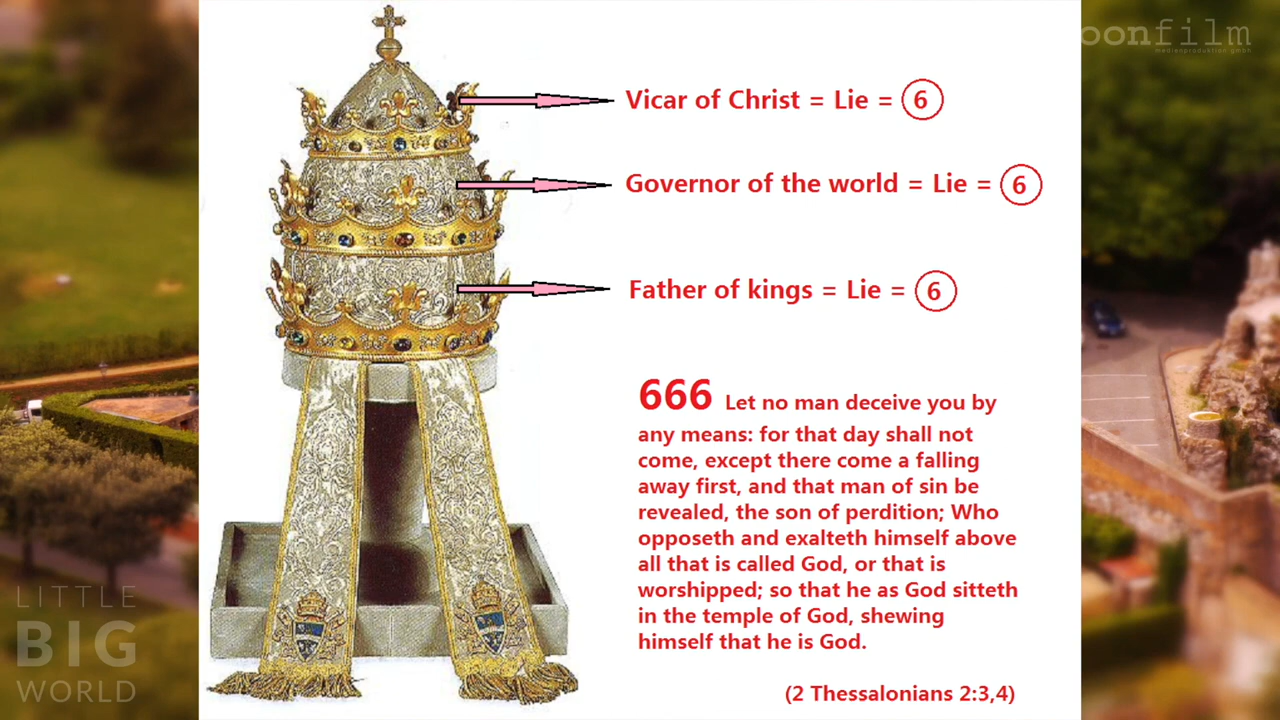 oonfilm
medienproduktion gmbh
Vicar of Christ = Lie = 6
Governor of the world = Lie = 6
Father of kings = Lie = 6
666 Let no man deceive you by
any means: for that day shall not
come, except there come a falling
away first, and that man of sin be
revealed, the son of perdition; Who
opposeth and exalteth himself above
all that is called God, or that is
worshipped; so that he as God sitteth
in the temple of God, shewing
himself that he is God.
(2 Thessalonians 2:3,4)
LITTLE
BIG
WORLD